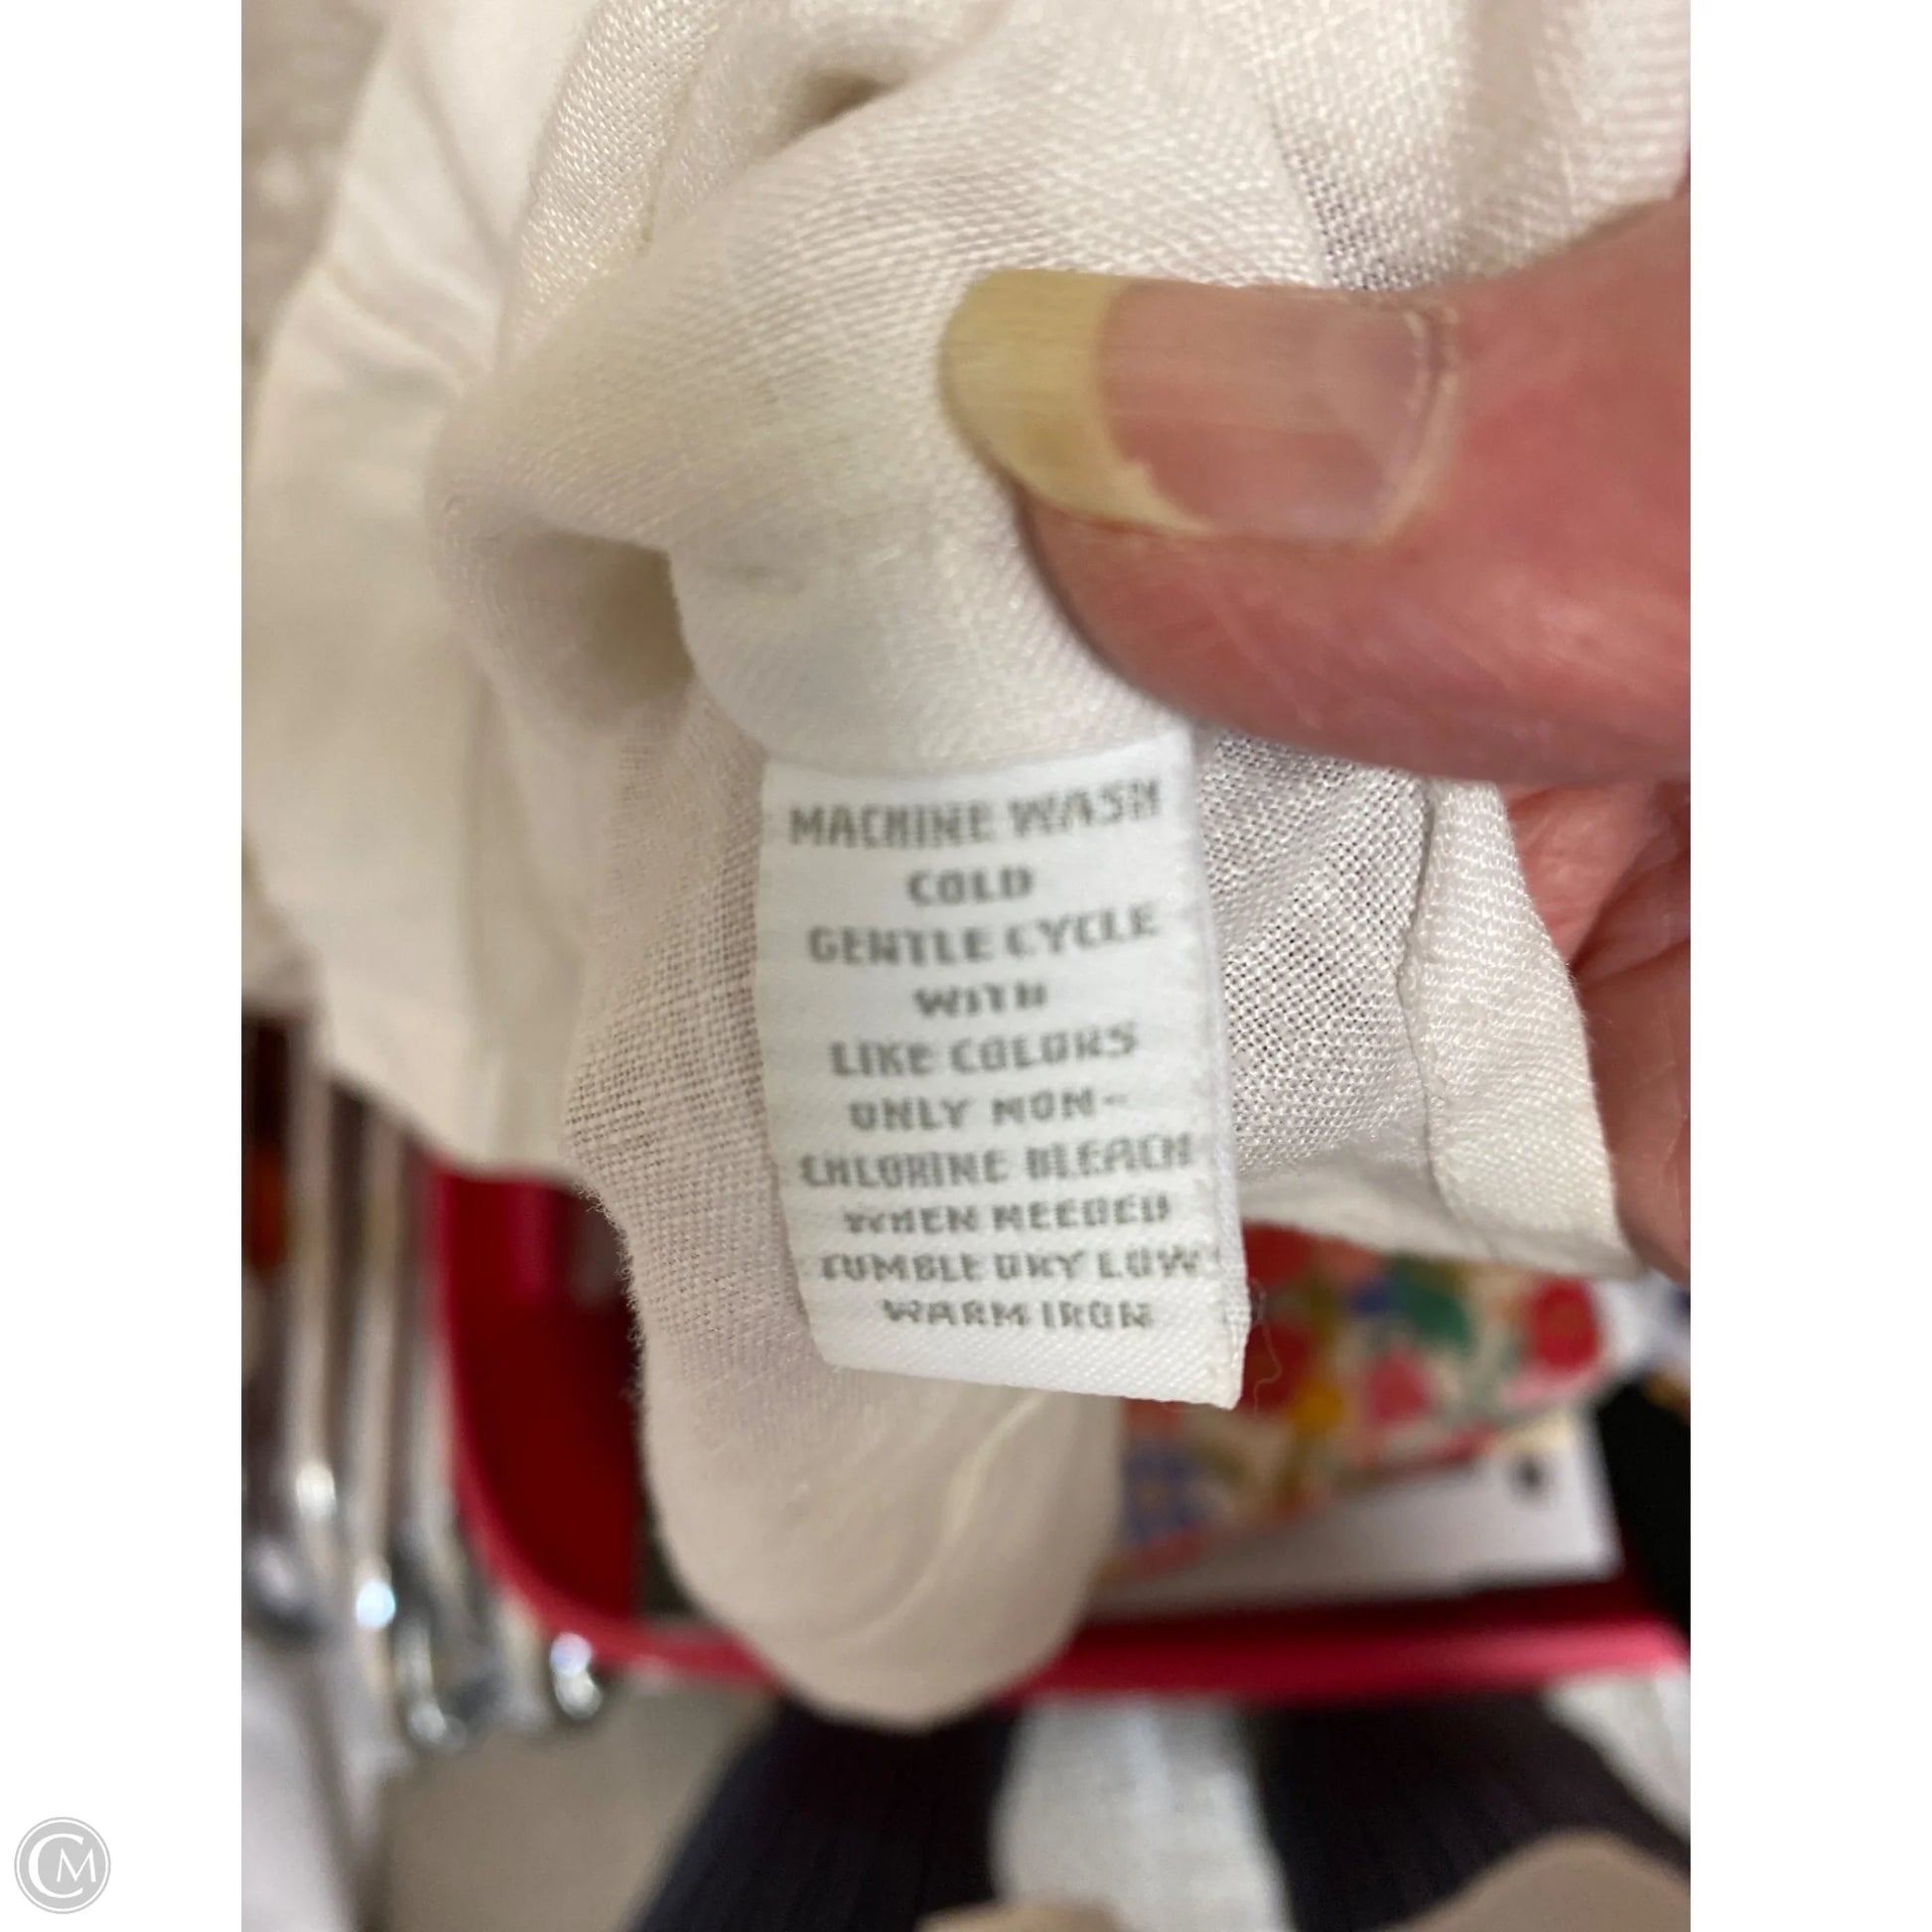 MACHINE WASH
COLD
GENTLE CYCLE
WITH
LIKE COLORS
ONLY NON-
CHLORINE BLEACH
WHEN NEEDED
TUMBLE DRY LOW
WARM IRON
CM